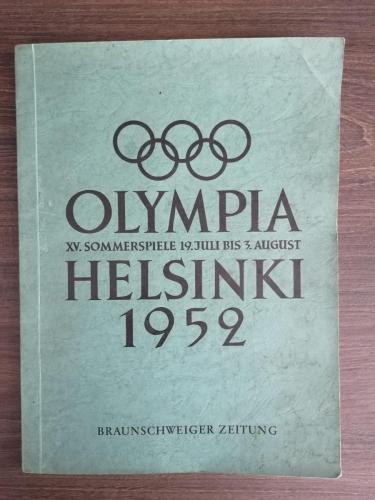 OLYMPIA
XV. SOMMERSPIELE 19. JULI BIS 3. AUGUST
HELSINKI
1952
BRAUNSCHWEIGER ZEITUNG